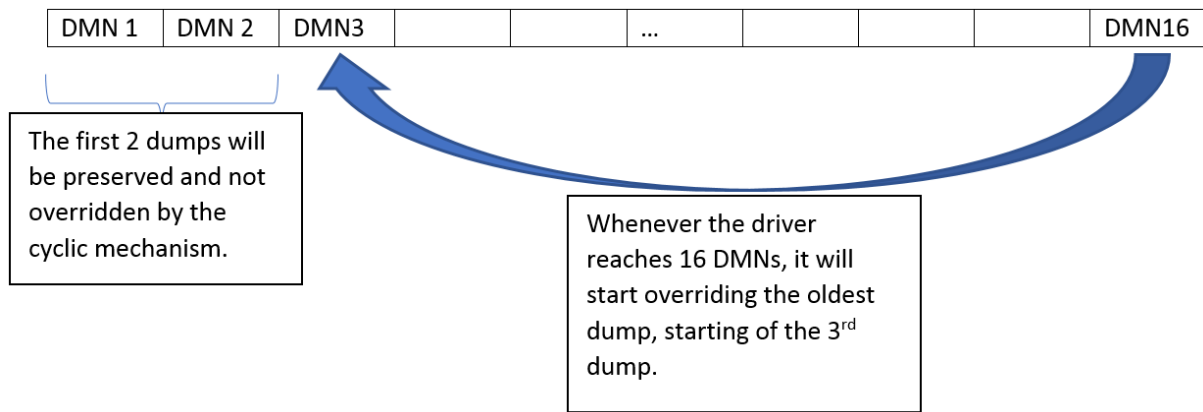 DMN 1 DMN 2 DMN3 ... DMN16
The first 2 dumps will
be preserved and not
overridden by the
cyclic mechanism.
Whenever the driver
reaches 16 DMNs, it will
start overriding the oldest
dump, starting of the 3rd
dump.